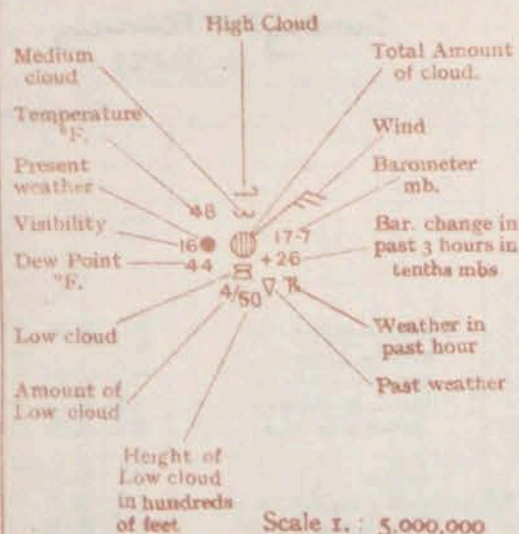 High Cloud
Medium
cloud
Total Amount
of cloud.
Temperature
°F.
Wind
Present
weather
Barometer
mb.
48
Visibility
16
17-7
Bar. change in
past 3 hours in
tenths mbs
Dew Point
°F.
44
+26
4/50
Low cloud
Weather in
past hour
Amount of
Low cloud
Past weather
Height of
Low cloud
in hundreds
of feet
Scale 1. : 5,000,000